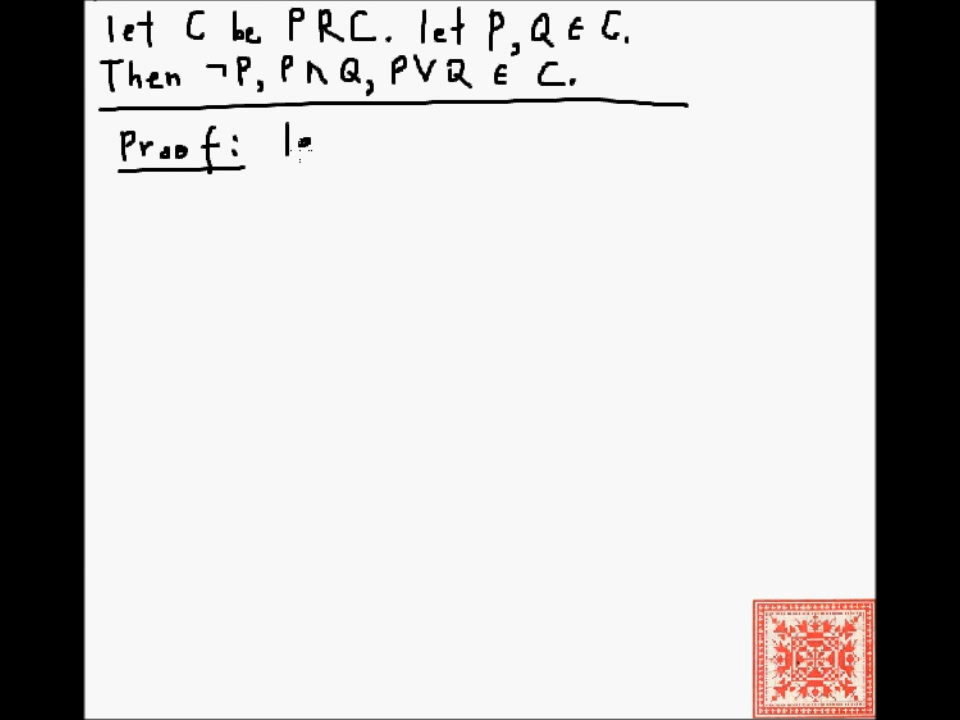 let C be PRC. let P, Q ∈ C.
Then ¬P, P ∧ Q, P ∨ Q ∈ C.
Proof: